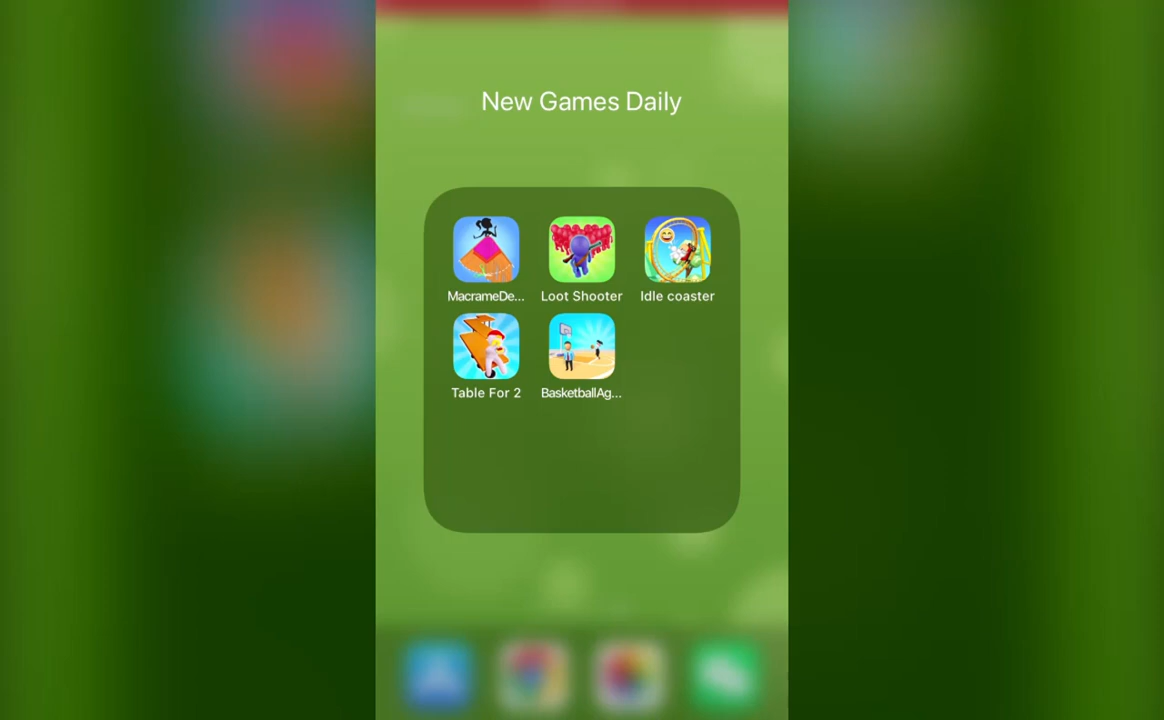 New Games Daily
MacrameDe...
Loot Shooter
Idle coaster
Table For 2
BasketballAg...